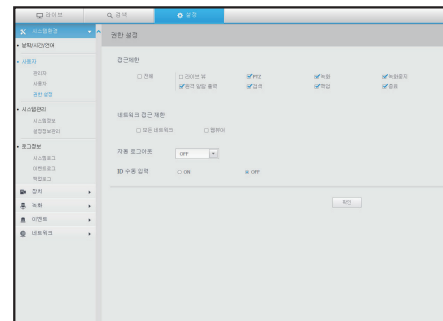 라이브
검색
설정
시스템환경
날짜/시간/언어
사용자
관리자
사용자
권한 설정
시스템관리
시스템정보
설정정보관리
로그정보
시스템로그
이벤트로그
백업로그
장치
녹화
이벤트
네트워크
권한 설정
접근제한
전체
라이브 뷰
PTZ
녹화
녹화중지
원격 알람 출력
검색
백업
종료
네트워크 접근 제한
모든 네트워크
웹뷰어
자동 로그아웃
OFF
ID 수동 입력
ON
OFF
확인